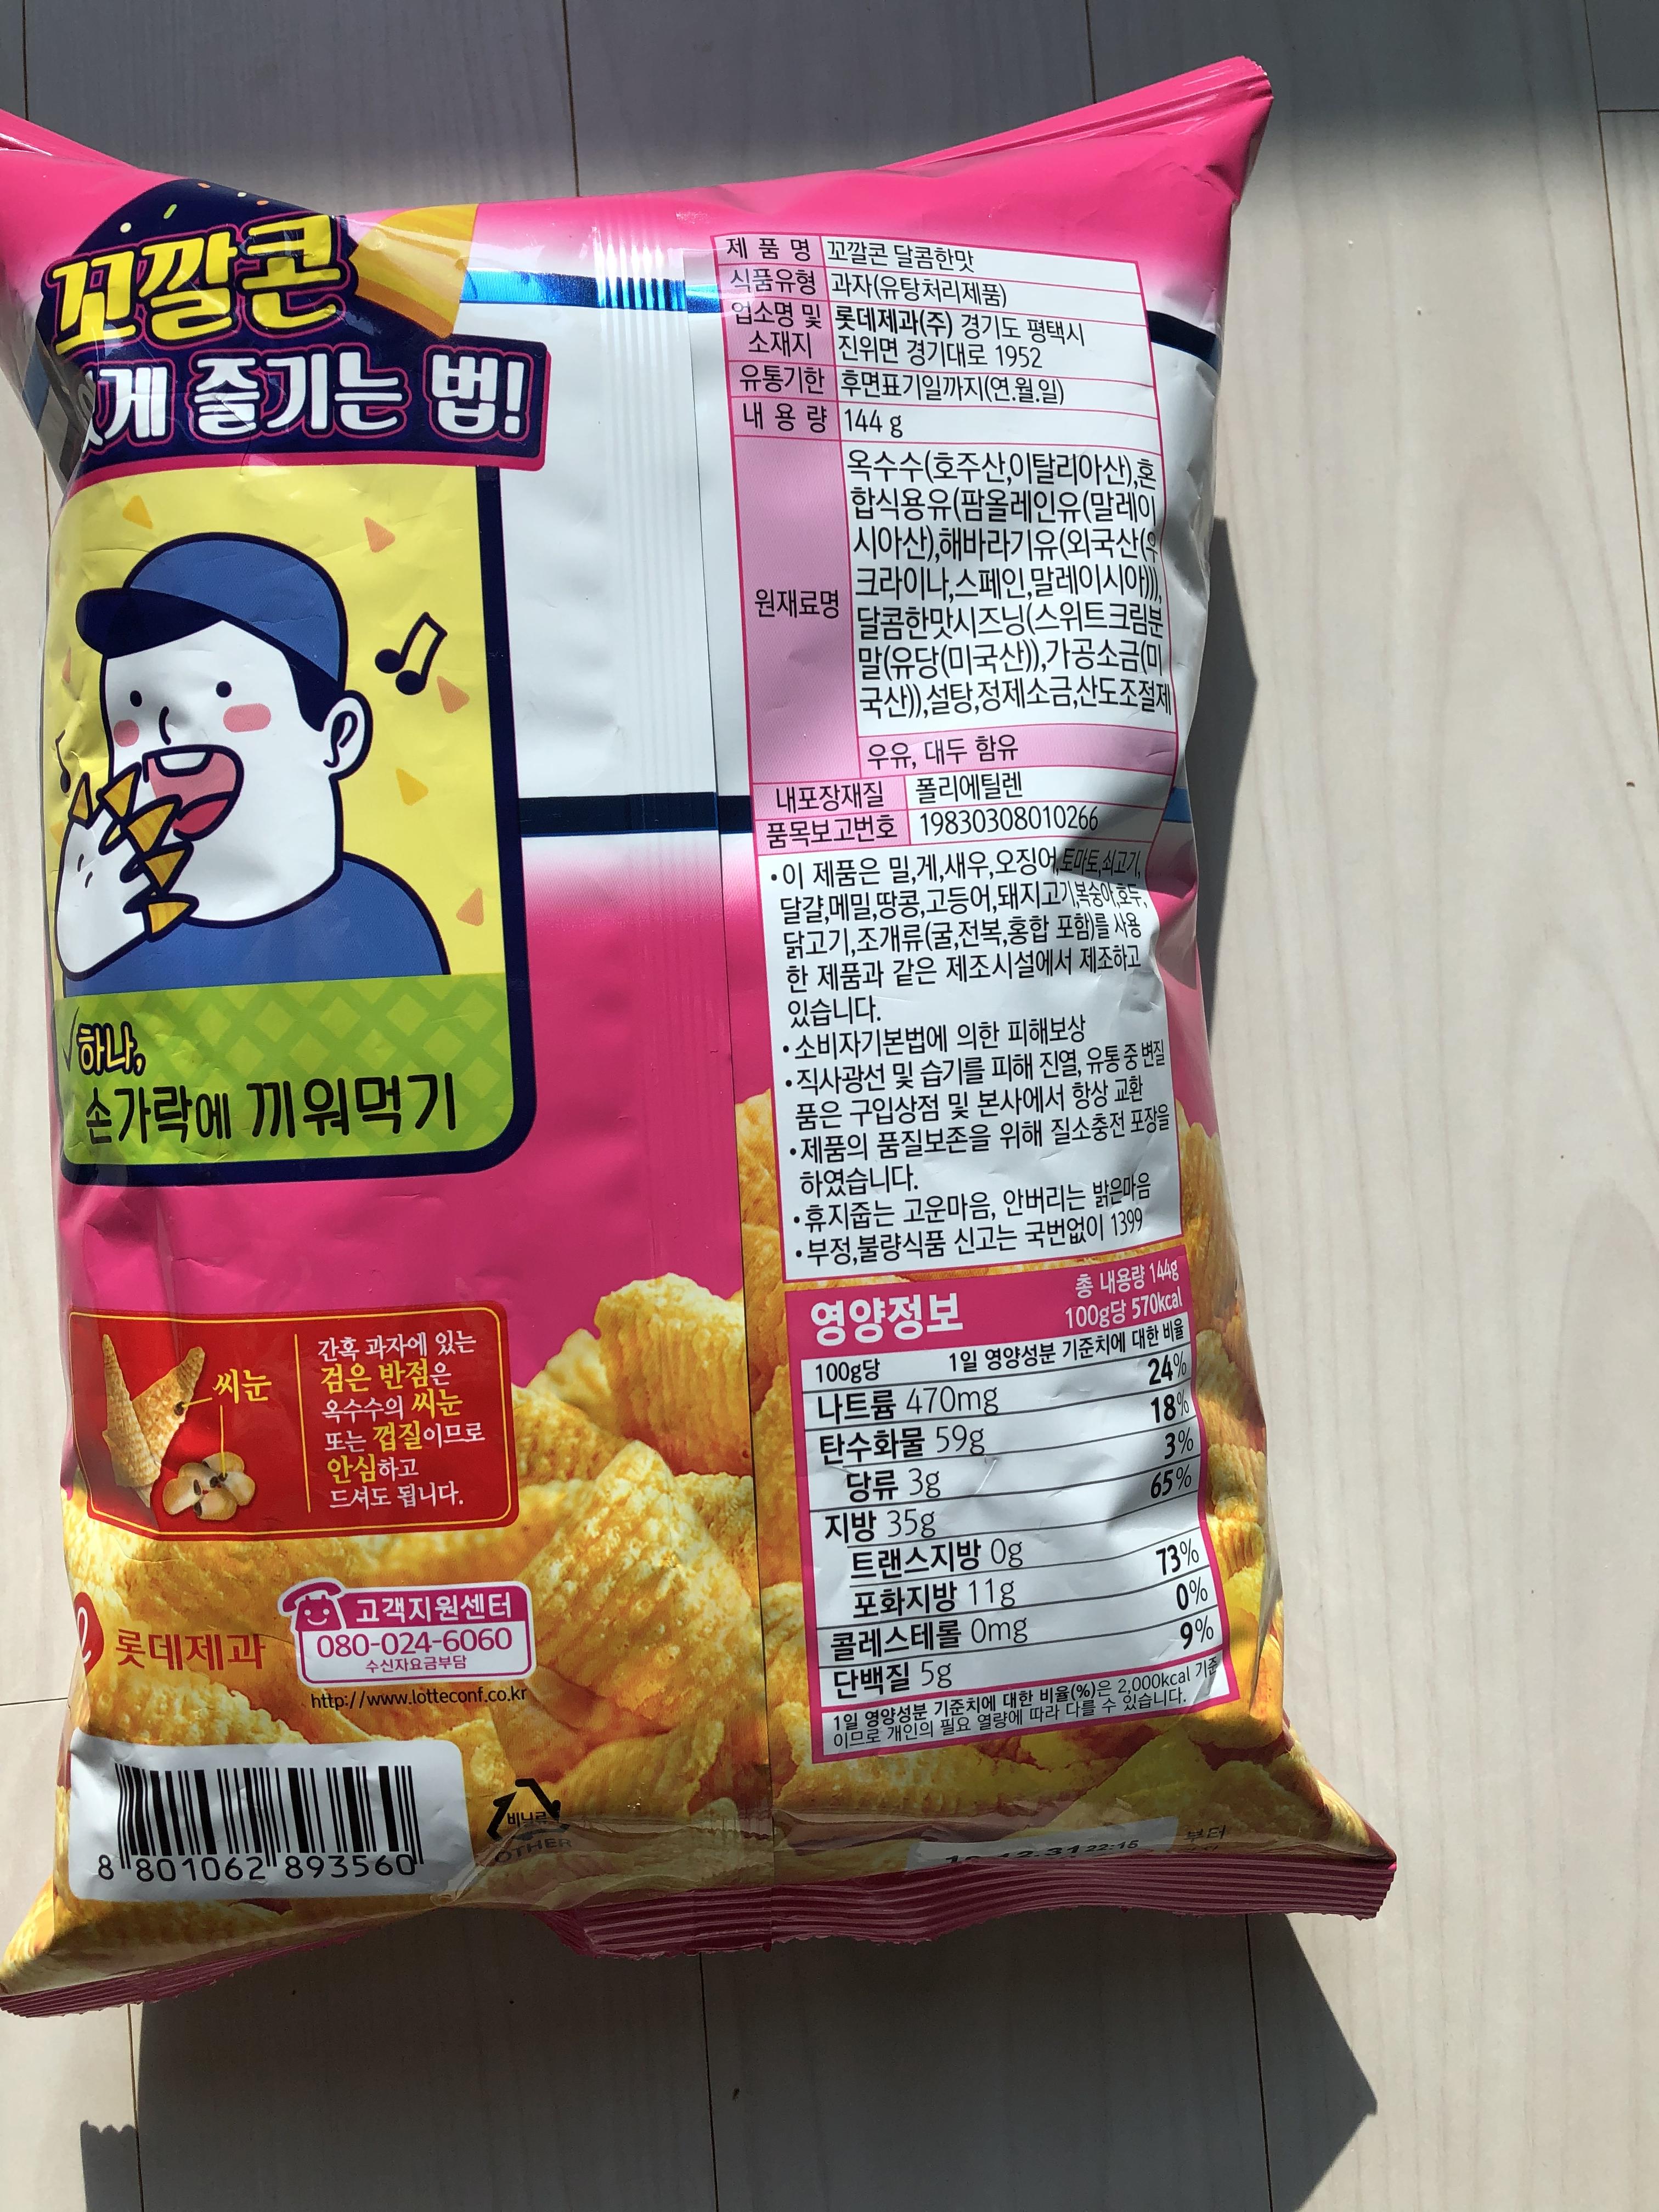 꼬깔콘
있게 즐기는 법!
하나,
손가락에 끼워먹기
씨눈
간혹 과자에 있는
검은 반점은
옥수수의 씨눈
또는 껍질이므로
안심하고
드셔도 됩니다.
롯데제과
고객지원센터
080-024-6060
수신자요금부담
http://www.lotteconf.co.kr
8 801062 893560
비닐류
OTHER
제 품 명 꼬깔콘 달콤한맛
식품유형 과자(유탕처리제품)
업소명 및 소재지 롯데제과(주) 경기도 평택시
진위면 경기대로 1952
유통기한 후면표기일까지(연.월.일)
내 용 량 144 g
원재료명
옥수수(호주산,이탈리아산),혼
합식용유(팜올레인유(말레이
시아산),해바라기유(외국산(우
크라이나,스페인,말레이시아))),
달콤한맛시즈닝(스위트크림분
말(유당(미국산)),가공소금(미
국산)),설탕,정제소금,산도조절제
우유, 대두 함유
내포장재질 폴리에틸렌
품목보고번호 19830308010266
•이 제품은 밀,게,새우,오징어,토마토,쇠고기,
달걀,메밀,땅콩,고등어,돼지고기,복숭아,호두,
닭고기,조개류(굴,전복,홍합 포함)를 사용
한 제품과 같은 제조시설에서 제조하고
있습니다.
•소비자기본법에 의한 피해보상
•직사광선 및 습기를 피해 진열, 유통 중 변질
품은 구입상점 및 본사에서 항상 교환
•제품의 품질보존을 위해 질소충전 포장을
하였습니다.
•휴지줍는 고운마음, 안버리는 밝은마음
•부정,불량식품 신고는 국번없이 1399
영양정보
총 내용량 144g
100g당 570kcal
100g당 1일 영양성분 기준치에 대한 비율
나트륨 470mg 24%
탄수화물 59g 18%
당류 3g 3%
지방 35g 65%
트랜스지방 0g
포화지방 11g 73%
콜레스테롤 0mg 0%
단백질 5g 9%
1일 영양성분 기준치에 대한 비율(%)은 2,000kcal 기준
이므로 개인의 필요 열량에 따라 다를 수 있습니다.
12.31 22:15
부터